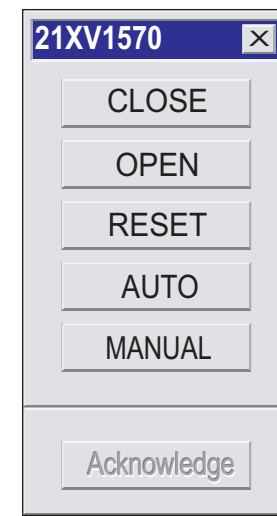 21XV1570
CLOSE
OPEN
RESET
AUTO
MANUAL
Acknowledge